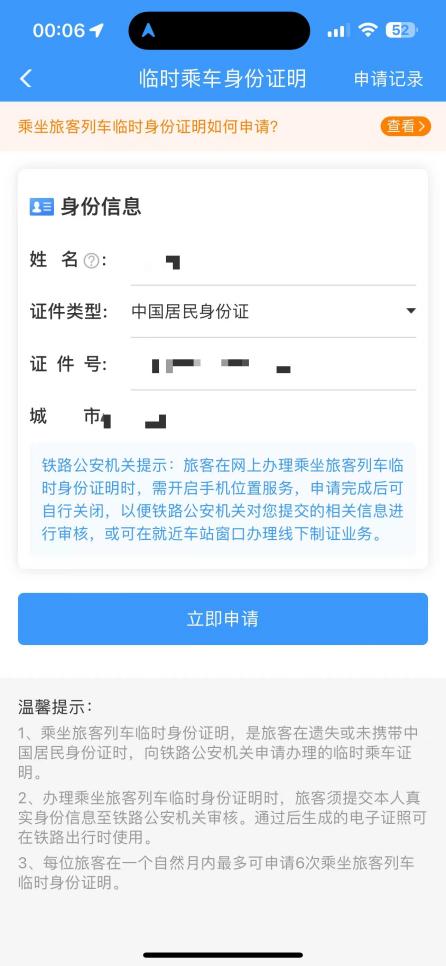 00:06
52
临时乘车身份证明
申请记录
乘坐旅客列车临时身份证明如何申请?
查看
身份信息
姓 名?:
证件类型: 中国居民身份证
证 件 号:
城 市
铁路公安机关提示：旅客在网上办理乘坐旅客列车临
时身份证明时，需开启手机位置服务，申请完成后可
自行关闭，以便铁路公安机关对您提交的相关信息进
行审核，或可在就近车站窗口办理线下制证业务。
立即申请
温馨提示：
1、乘坐旅客列车临时身份证明，是旅客在遗失或未携带中
国居民身份证时，向铁路公安机关申请办理的临时乘车证
明。
2、办理乘坐旅客列车临时身份证明时，旅客须提交本人真
实身份信息至铁路公安机关审核。通过后生成的电子证照可
在铁路出行时使用。
3、每位旅客在一个自然月内最多可申请6次乘坐旅客列车
临时身份证明。